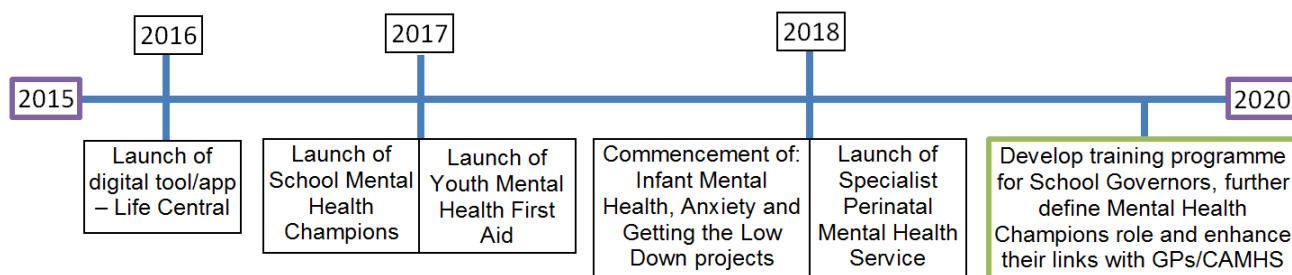 2016
2017
2018
2015
2020
Launch of
digital tool/app
– Life Central
Launch of
School Mental
Health
Champions
Launch of
Youth Mental
Health First
Aid
Commencement of:
Infant Mental
Health, Anxiety and
Getting the Low
Down projects
Launch of
Specialist
Perinatal
Mental Health
Service
Develop training programme
for School Governors, further
define Mental Health
Champions role and enhance
their links with GPs/CAMHS